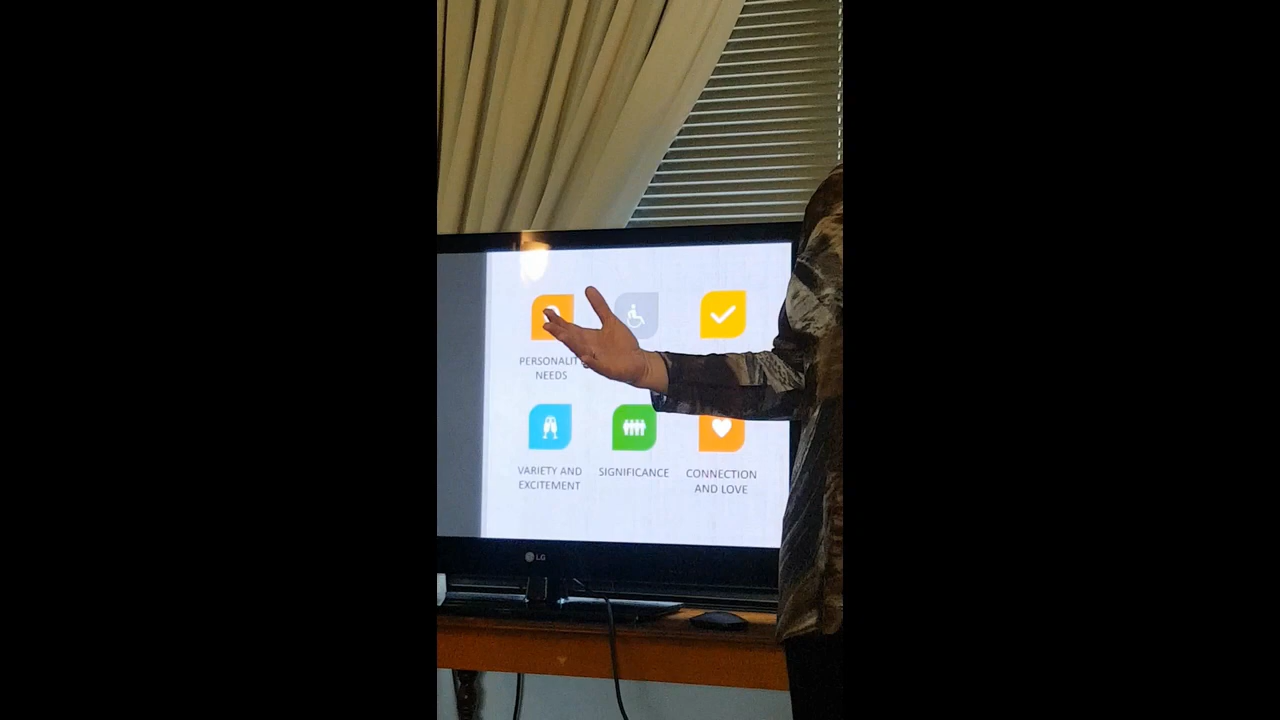 PERSONALIT
NEEDS
VARIETY AND
EXCITEMENT
SIGNIFICANCE
CONNECTION
AND LOVE
LG